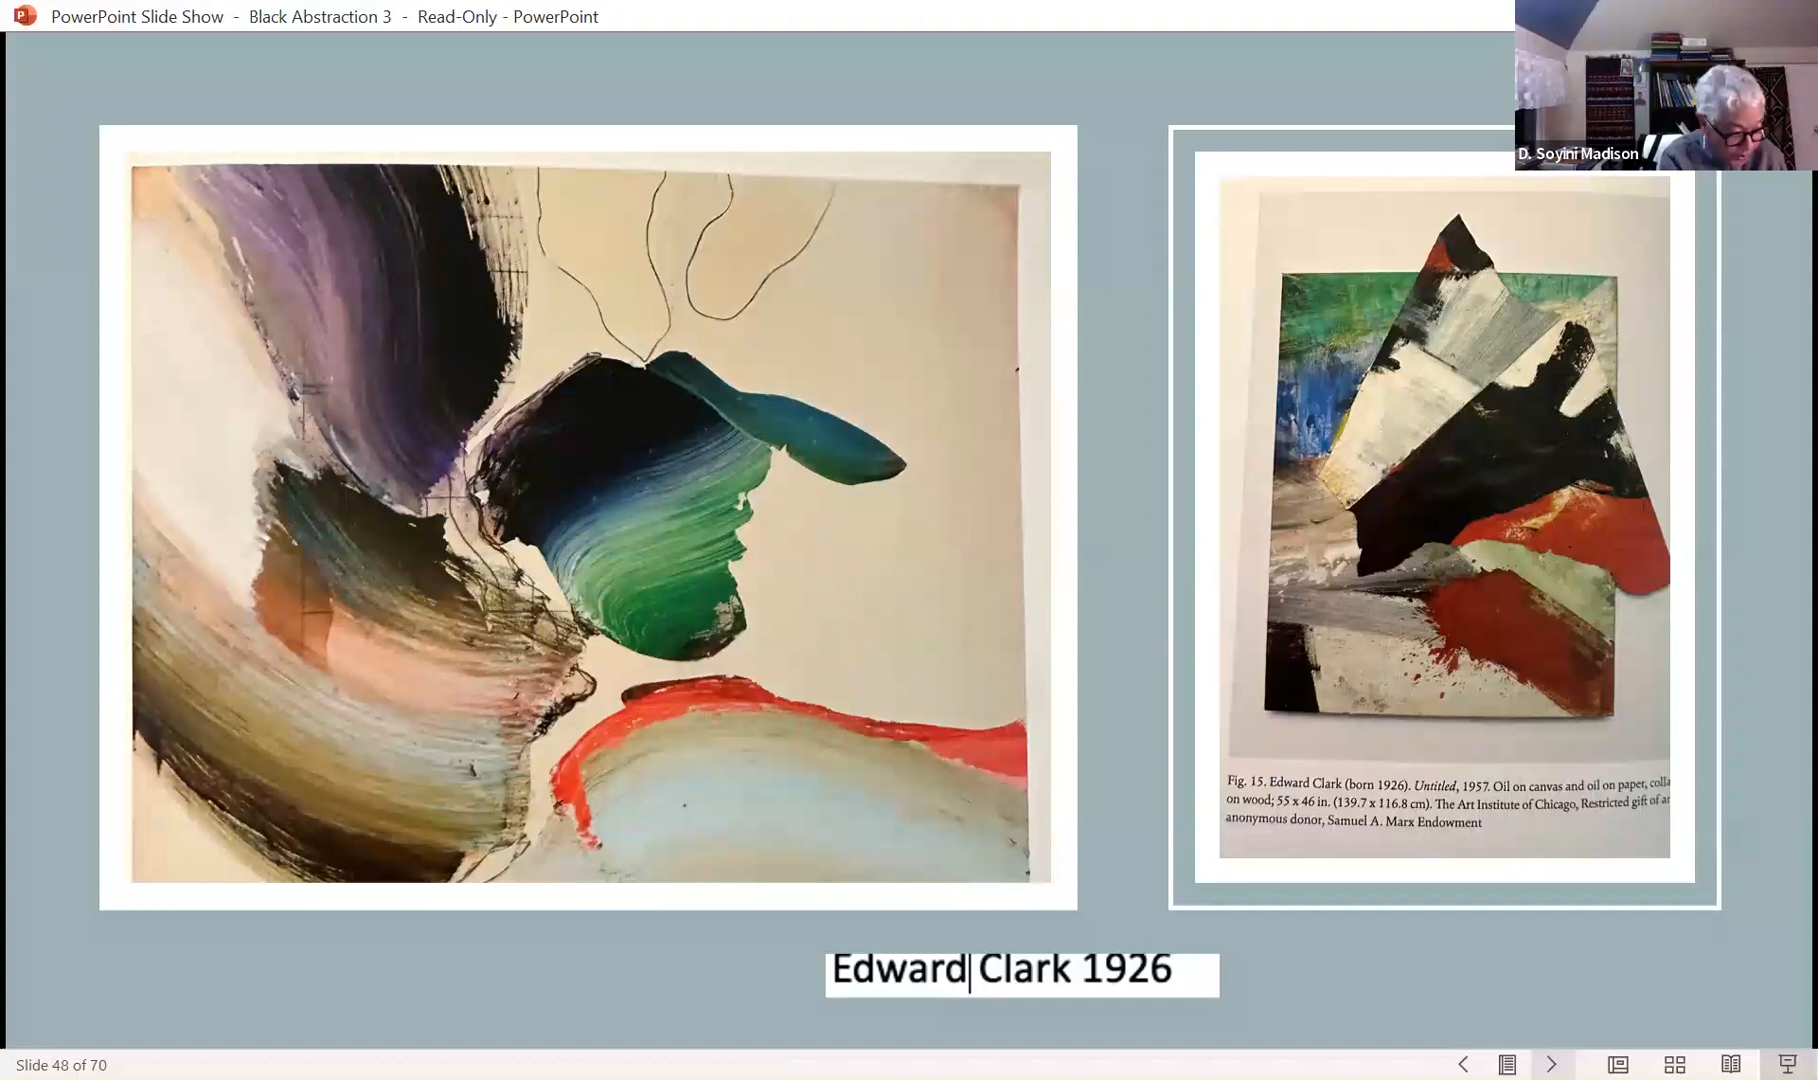 PowerPoint Slide Show - Black Abstraction 3 - Read-Only - PowerPoint
D. Soyini Madison
Fig. 15. Edward Clark (born 1926). Untitled, 1957. Oil on canvas and oil on paper, colla
on wood; 55 x 46 in. (139.7 x 116.8 cm). The Art Institute of Chicago, Restricted gift of an
anonymous donor, Samuel A. Marx Endowment
Edward Clark 1926
Slide 48 of 70